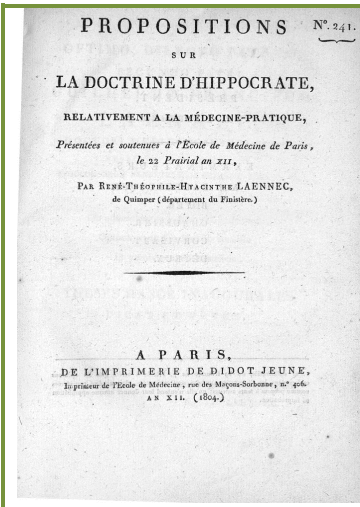 N°. 241.
PROPOSITIONS
SUR
LA DOCTRINE D'HIPPOCRATE,
RELATIVEMENT A LA MÉDECINE-PRATIQUE,
Présentées et soutenues à l'École de Médecine de Paris,
le 22 Prairial an XII,
PAR RENÉ-THÉOPHILE-HYACINTHE LAENNEC,
de Quimper (département du Finistère.)
A PARIS,
DE L'IMPRIMERIE DE DIDOT JEUNE,
Imprimeur de l'École de Médecine, rue des Maçons-Sorbonne, n.° 406.
AN XII. (1804.)